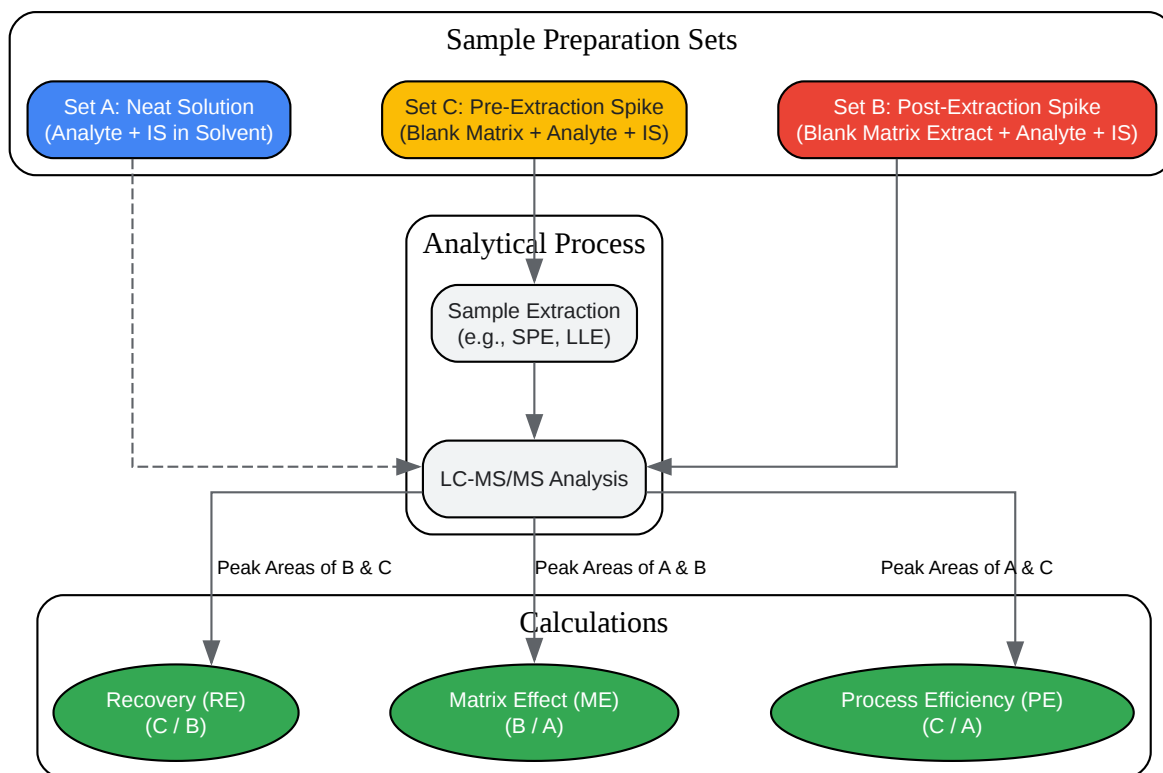 Sample Preparation Sets
Set A: Neat Solution
(Analyte + IS in Solvent)
Set C: Pre-Extraction Spike
(Blank Matrix + Analyte + IS)
Set B: Post-Extraction Spike
(Blank Matrix Extract + Analyte + IS)
Analytical Process
Sample Extraction
(e.g., SPE, LLE)
LC-MS/MS Analysis
Peak Areas of B & C
Peak Areas of A & B
Peak Areas of A & C
Calculations
Recovery (RE)
(C / B)
Matrix Effect (ME)
(B / A)
Process Efficiency (PE)
(C / A)